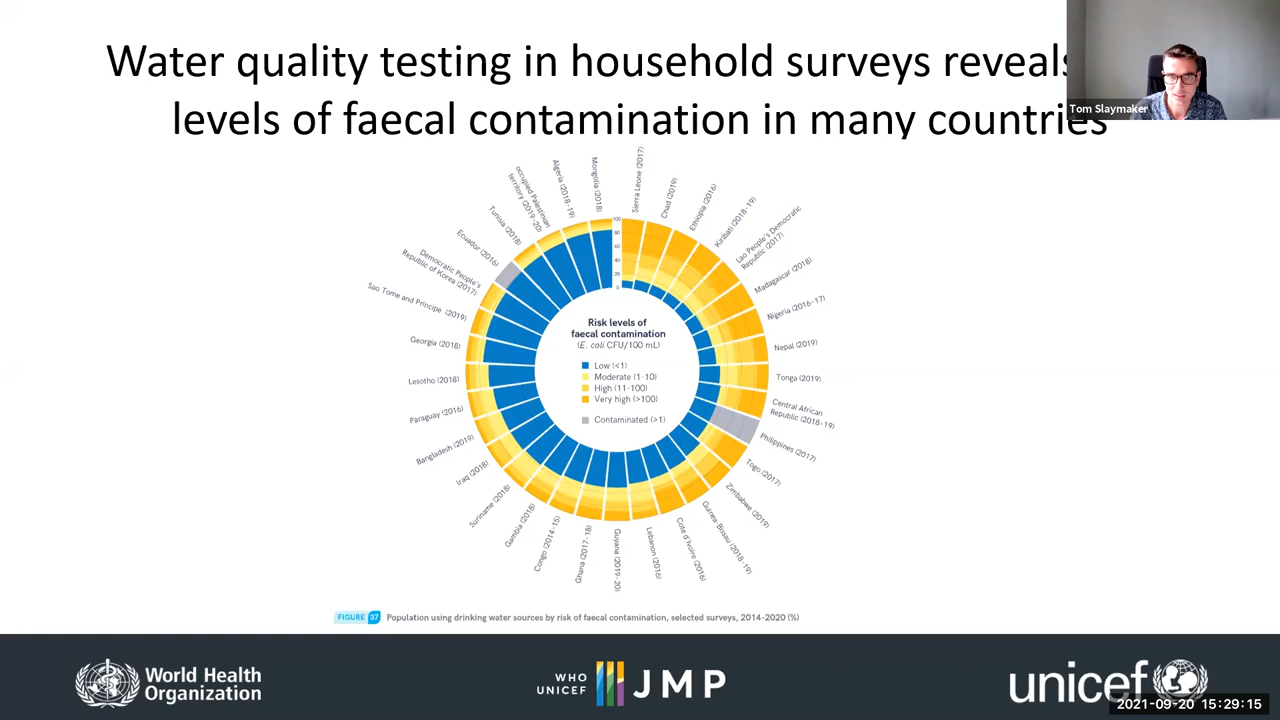 Water quality testing in household surveys reveals
levels of faecal contamination in many countries
Tom Slaymaker
Sierra Leone (2017)
Chad (2019)
Ethiopia (2016)
Kiribati (2018-19)
Lao People's Democratic
Republic (2017)
Madagascar (2018)
Nigeria (2016-17)
Nepal (2019)
Tonga (2019)
Central African
Republic (2018-19)
Philippines (2017)
Togo (2017)
Zimbabwe (2019)
Guinea-Bissau (2018-19)
Cote d'Ivoire (2016)
Lebanon (2016)
Guyana (2019-20)
Ghana (2017-18)
Congo (2014-15)
Gambia (2018)
Suriname (2018)
Iraq (2018)
Bangladesh (2019)
Paraguay (2016)
Lesotho (2018)
Georgia (2018)
Sao Tome and Principe (2019)
Democratic People's
Republic of Korea (2017)
Ecuador (2016)
Tunisia (2018)
occupied Palestinian
territory (2019-20)
Algeria (2018-19)
Mongolia (2018)
100
80
60
40
20
0
Risk levels of
faecal contamination
(E. coli CFU/100 mL)
Low (<1)
Moderate (1-10)
High (11-100)
Very high (>100)
Contaminated (>1)
FIGURE 37 Population using drinking water sources by risk of faecal contamination, selected surveys, 2014-2020 (%)
World Health
Organization
WHO
UNICEF
JMP
unicef
2021-09-20 15:29:15